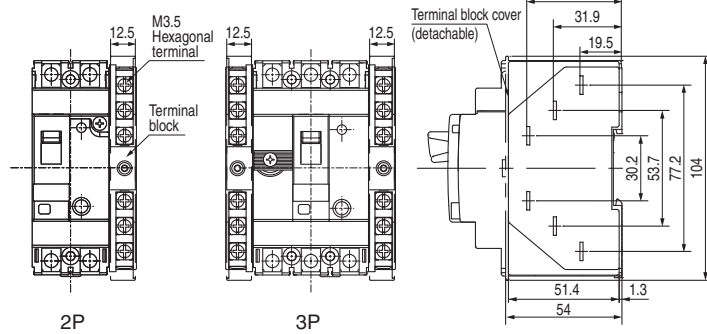 12.5
M3.5
Hexagonal
terminal
Terminal
block
2P
12.5
12.5
3P
Terminal block cover
(detachable)
31.9
19.5
30.2
53.7
77.2
104
51.4
1.3
54